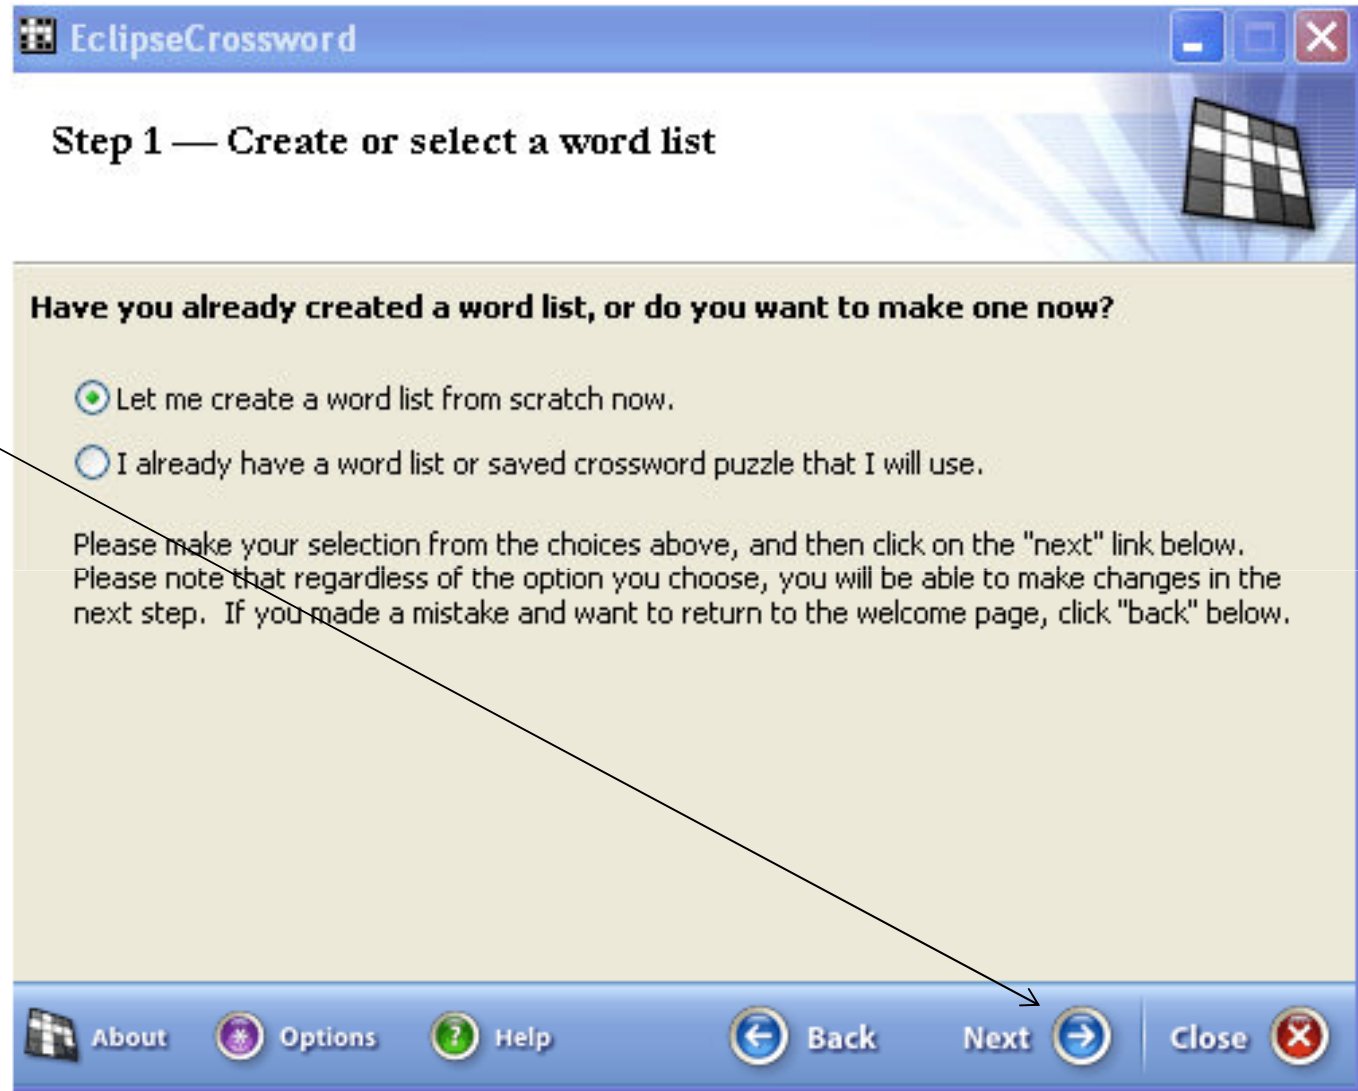 EclipseCrossword
Step 1 — Create or select a word list
Have you already created a word list, or do you want to make one now?
Let me create a word list from scratch now.
I already have a word list or saved crossword puzzle that I will use.
Please make your selection from the choices above, and then click on the "next" link below.
Please note that regardless of the option you choose, you will be able to make changes in the
next step.  If you made a mistake and want to return to the welcome page, click "back" below.
About Options ? Help Back Next Close